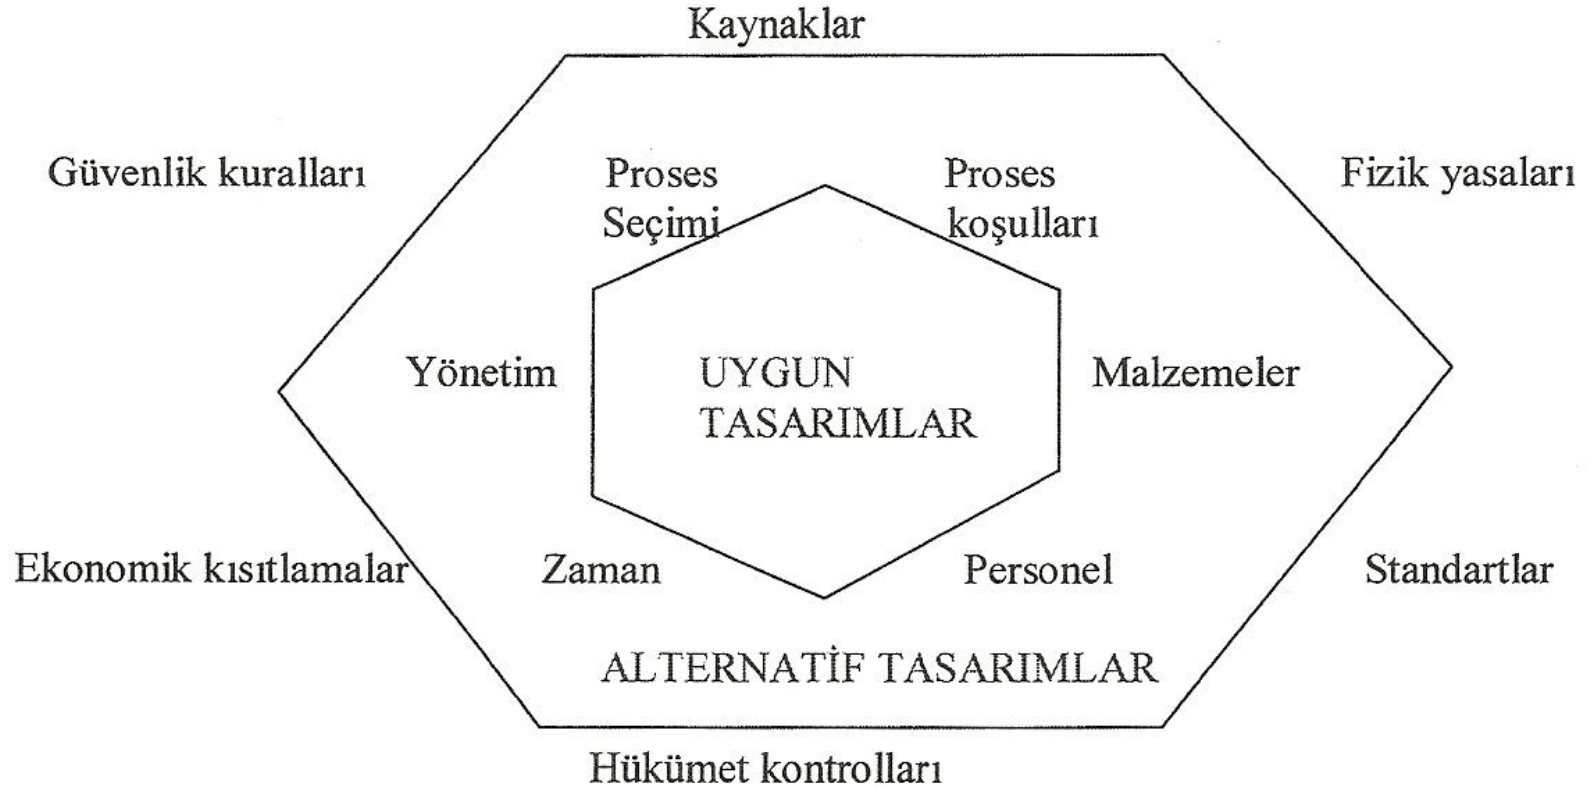 Kaynaklar
Güvenlik kuralları
Proses
Seçimi
Proses
koşulları
Fizik yasaları
Yönetim
UYGUN
TASARIMLAR
Malzemeler
Ekonomik kısıtlamalar
Zaman
Personel
Standartlar
ALTERNATİF TASARIMLAR
Hükümet kontrolları